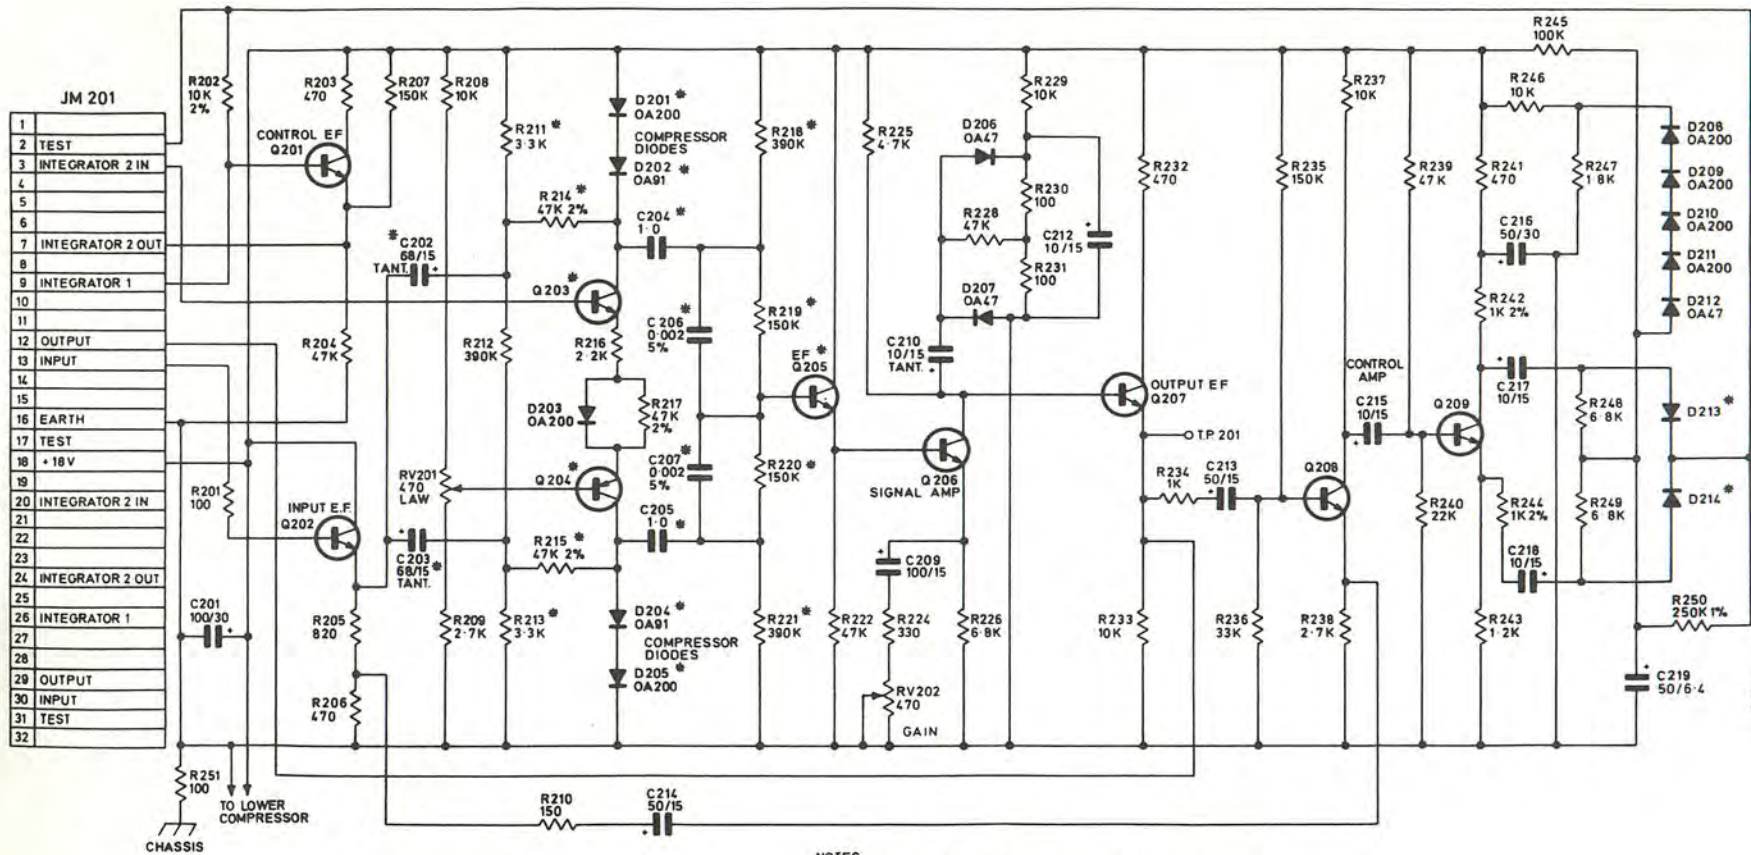 JM 201
1
2 TEST
3 INTEGRATOR 2 IN
4
5
6
7 INTEGRATOR 2 OUT
8
9 INTEGRATOR 1
10
11
12 OUTPUT
13 INPUT
14
15
16 EARTH
17 TEST
18 +18V
19
20 INTEGRATOR 2 IN
21
22
23
24 INTEGRATOR 2 OUT
25
26 INTEGRATOR 1
27
28
29 OUTPUT
30 INPUT
31 TEST
32
R251
100
CHASSIS
TO LOWER
COMPRESSOR
R202
10K
2%
CONTROL EF
Q201
R203
470
R207
150K
R208
10K
R204
47K
R201
100
INPUT E.F.
Q202
C201
100/30
+
R205
820
R206
470
*
C202
68/15
TANT.
+
+
C203 *
68/15
TANT.
RV201
470
LAW
R209
2.7K
R211 *
3.3K
R212
390K
R213 *
3.3K
R214 *
47K 2%
R215 *
47K 2%
D201 *
OA200
COMPRESSOR
DIODES
D202 *
OA91
Q203 *
R216
2.2K
D203
OA200
R217
47K
2%
Q204 *
D204 *
OA91
COMPRESSOR
DIODES
D205 *
OA200
C204 *
1.0
C206 *
0.002
5%
C207 *
0.002
5%
C205
1.0 *
R218 *
390K
R219 *
150K
R220 *
150K
R221 *
390K
EF *
Q205
R222
47K
R225
4.7K
D206
OA47
R228
47K
D207
OA47
C210
10/15
TANT. +
R229
10K
R230
100
R231
100
+
C212
10/15
Q206
SIGNAL AMP
+
C209
100/15
R224
330
RV202
470
GAIN
R226
6.8K
R232
470
OUTPUT EF
Q207
T.P. 201
R234
1K
C213
50/15
+
R233
10K
R210
150
C214
50/15
+
R235
150K
R236
33K
R237
10K
Q208
R238
2.7K
C215
10/15
+
CONTROL
AMP
Q209
R239
47K
R240
22K
R241
470
R242
1K 2%
R243
1.2K
R244
1K 2%
R245
100K
R246
10K
R247
1.8K
C216
50/30
+
+
C217
10/15
C218
10/15
+
R248
6.8K
R249
6.8K
D208
OA200
D209
OA200
D210
OA200
D211
OA200
D212
OA47
D213 *
D214 *
R250
250K 1%
+
C219
50/6.4
NOTES